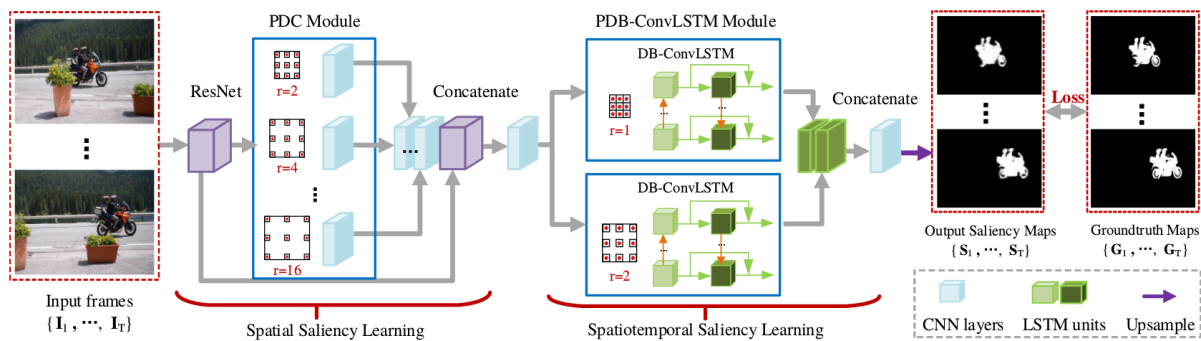 PDC Module
PDB-ConvLSTM Module
ResNet
r=2
r=4
⋮
r=16
...
Concatenate
DB-ConvLSTM
r=1
...
...
DB-ConvLSTM
r=2
...
...
Concatenate
Loss
Input frames
{ I1 , ⋯, IT }
Spatial Saliency Learning
Spatiotemporal Saliency Learning
Output Saliency Maps
{ S1 , ⋯, ST }
Groundtruth Maps
{ G1 , ⋯, GT }
CNN layers
LSTM units
Upsample